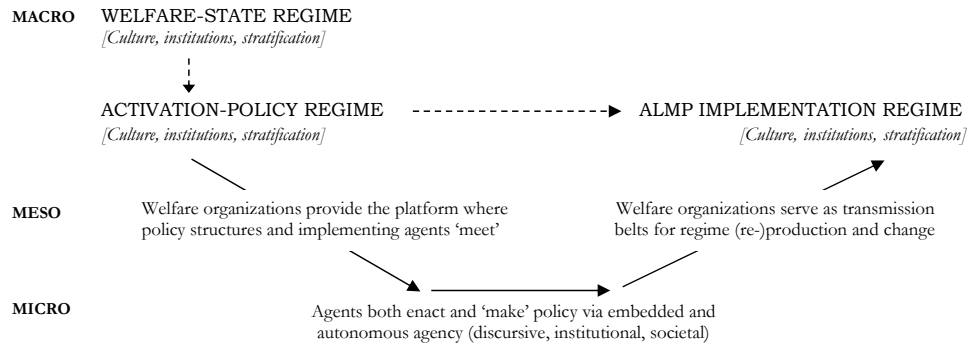 MACRO WELFARE-STATE REGIME
[Culture, institutions, stratification]
ACTIVATION-POLICY REGIME ALMP IMPLEMENTATION REGIME
[Culture, institutions, stratification] [Culture, institutions, stratification]
MESO Welfare organizations provide the platform where Welfare organizations serve as transmission
policy structures and implementing agents ‘meet’ belts for regime (re-)production and change
MICRO Agents both enact and ‘make’ policy via embedded and
autonomous agency (discursive, institutional, societal)